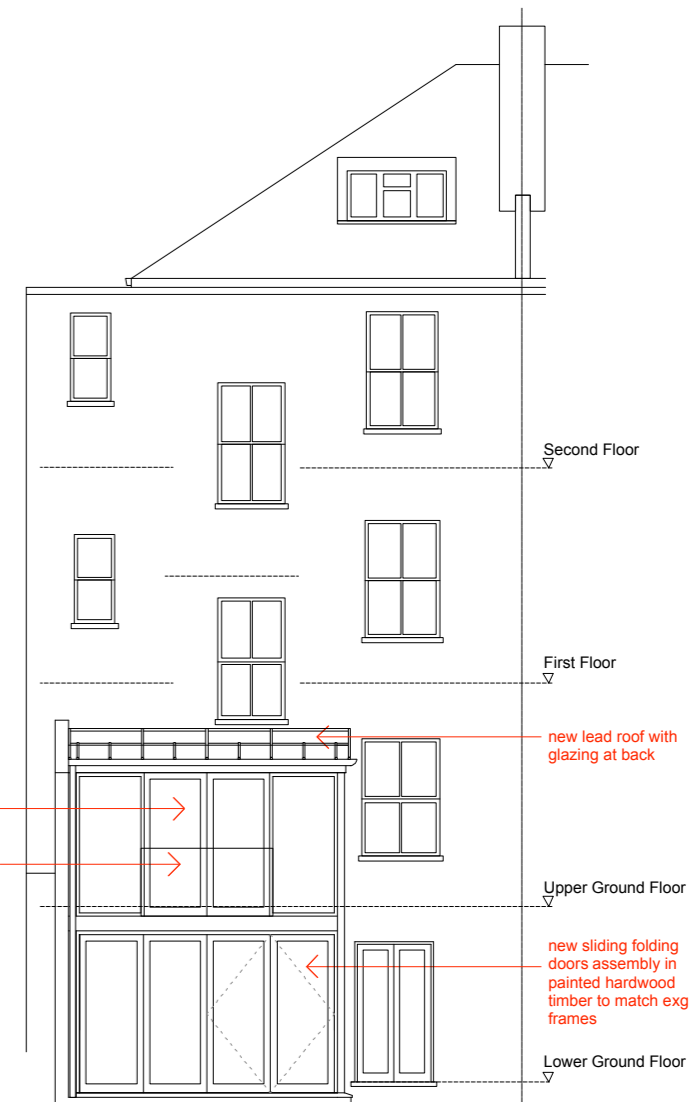 Second Floor
First Floor
new lead roof with
glazing at back
Upper Ground Floor
new sliding folding
doors assembly in
painted hardwood
timber to match exg
frames
Lower Ground Floor